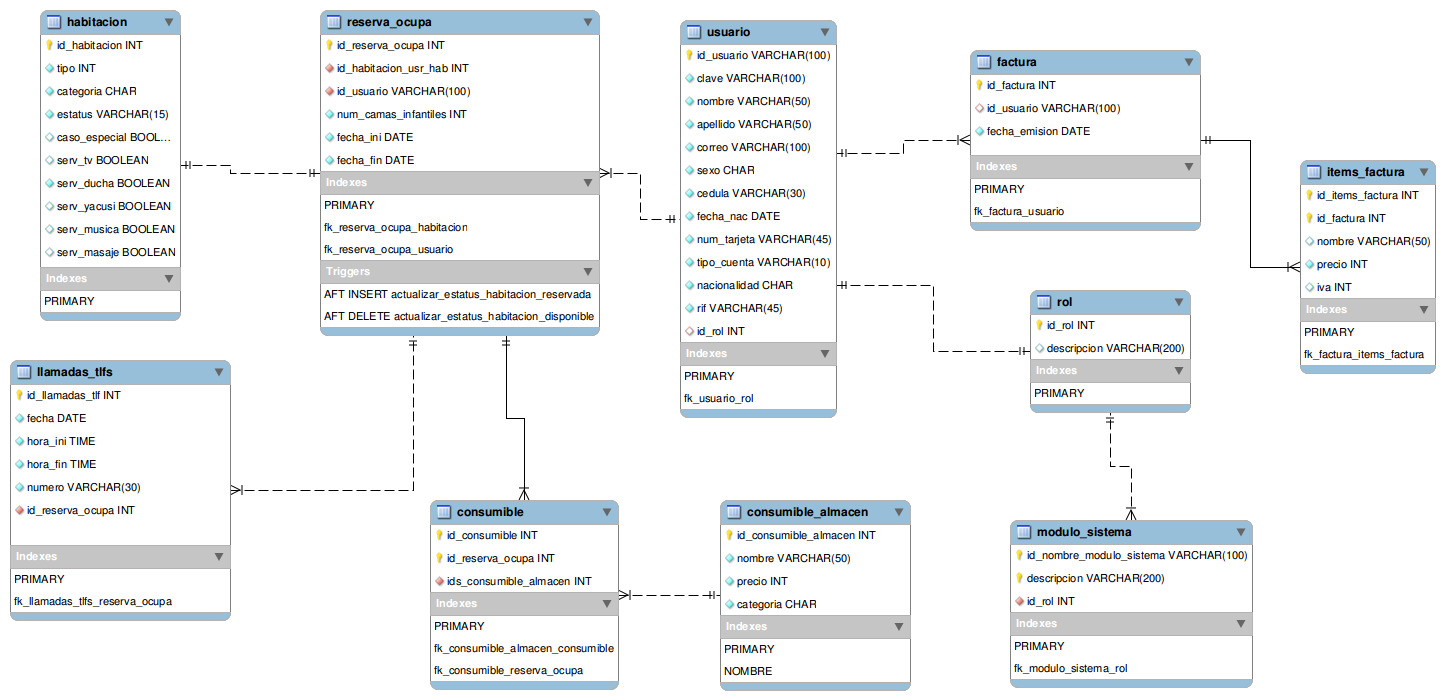 habitacion
id_habitacion INT
tipo INT
categoria CHAR
estatus VARCHAR(15)
caso_especial BOOL...
serv_tv BOOLEAN
serv_ducha BOOLEAN
serv_yacusi BOOLEAN
serv_musica BOOLEAN
serv_masaje BOOLEAN
Indexes
PRIMARY
reserva_ocupa
id_reserva_ocupa INT
id_habitacion_usr_hab INT
id_usuario VARCHAR(100)
num_camas_infantiles INT
fecha_ini DATE
fecha_fin DATE
Indexes
PRIMARY
fk_reserva_ocupa_habitacion
fk_reserva_ocupa_usuario
Triggers
AFT INSERT actualizar_estatus_habitacion_reservada
AFT DELETE actualizar_estatus_habitacion_disponible
usuario
id_usuario VARCHAR(100)
clave VARCHAR(100)
nombre VARCHAR(50)
apellido VARCHAR(50)
correo VARCHAR(100)
sexo CHAR
cedula VARCHAR(30)
fecha_nac DATE
num_tarjeta VARCHAR(45)
tipo_cuenta VARCHAR(10)
nacionalidad CHAR
rif VARCHAR(45)
id_rol INT
Indexes
PRIMARY
fk_usuario_rol
factura
id_factura INT
id_usuario VARCHAR(100)
fecha_emision DATE
Indexes
PRIMARY
fk_factura_usuario
items_factura
id_items_factura INT
id_factura INT
nombre VARCHAR(50)
precio INT
iva INT
Indexes
PRIMARY
fk_factura_items_factura
rol
id_rol INT
descripcion VARCHAR(200)
Indexes
PRIMARY
llamadas_tlfs
id_llamadas_tlf INT
fecha DATE
hora_ini TIME
hora_fin TIME
numero VARCHAR(30)
id_reserva_ocupa INT
Indexes
PRIMARY
fk_llamadas_tlfs_reserva_ocupa
consumible
id_consumible INT
id_reserva_ocupa INT
ids_consumible_almacen INT
Indexes
PRIMARY
fk_consumible_almacen_consumible
fk_consumible_reserva_ocupa
consumible_almacen
id_consumible_almacen INT
nombre VARCHAR(50)
precio INT
categoria CHAR
Indexes
PRIMARY
NOMBRE
modulo_sistema
id_nombre_modulo_sistema VARCHAR(100)
descripcion VARCHAR(200)
id_rol INT
Indexes
PRIMARY
fk_modulo_sistema_rol